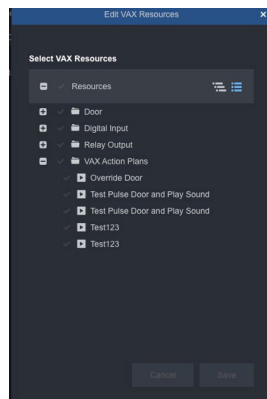 Edit VAX Resources
Select VAX Resources
Resources
Door
Digital Input
Relay Output
VAX Action Plans
Override Door
Test Pulse Door and Play Sound
Test Pulse Door and Play Sound
Test123
Test123
Cancel Save